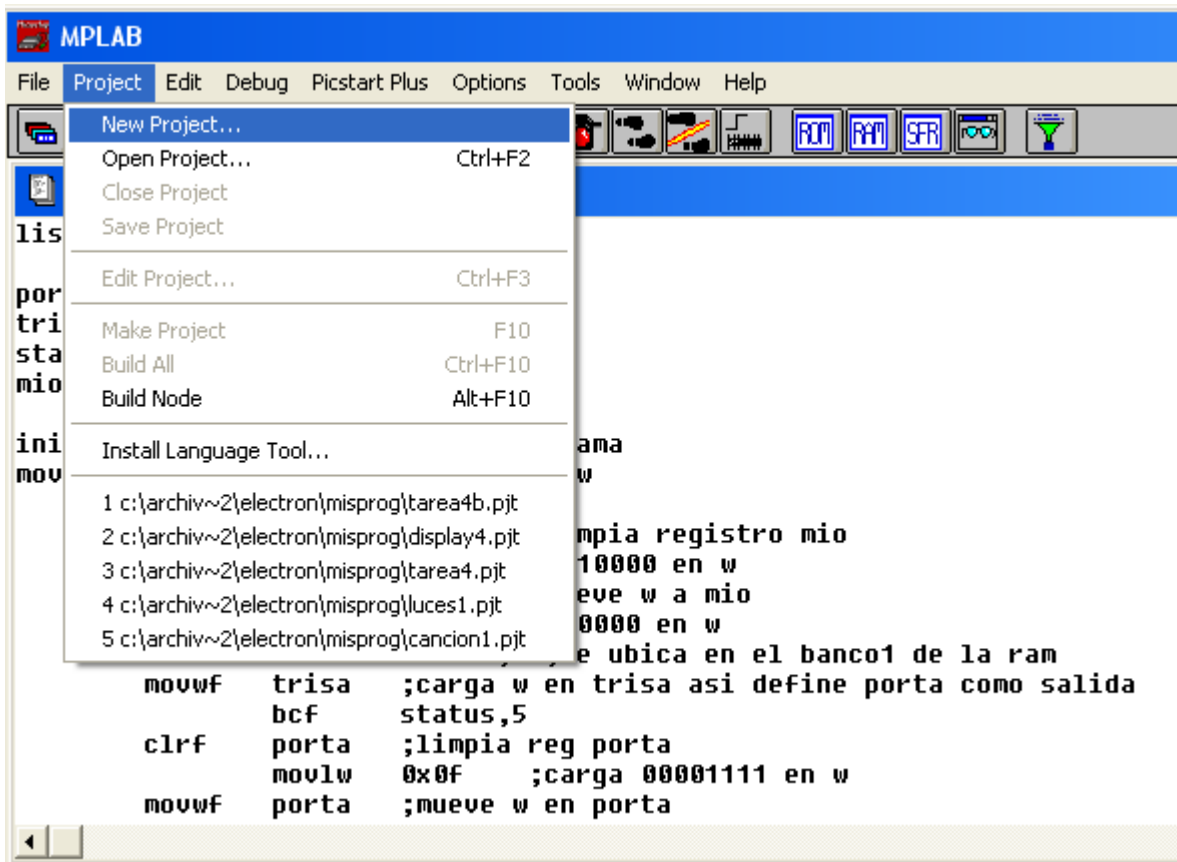 MPLAB
File Project Edit Debug Picstart Plus Options Tools Window Help
New Project...
ROM RAM SFR
Open Project... Ctrl+F2
Close Project
Save Project
lis
Edit Project... Ctrl+F3
por
tri
Make Project F10
sta
Build All Ctrl+F10
mio
Build Node Alt+F10
ini
Install Language Tool...
ama
mov
w
1 c:\archiv~2\electron\misprog\tarea4b.pjt
2 c:\archiv~2\electron\misprog\display4.pjt
mpia registro mio
3 c:\archiv~2\electron\misprog\tarea4.pjt
10000 en w
4 c:\archiv~2\electron\misprog\luces1.pjt
eve w a mio
0000 en w
5 c:\archiv~2\electron\misprog\cancion1.pjt
e ubica en el banco1 de la ram
movwf trisa ;carga w en trisa asi define porta como salida
bcf status,5
clrf porta ;limpia reg porta
movlw 0x0f ;carga 00001111 en w
movwf porta ;mueve w en porta